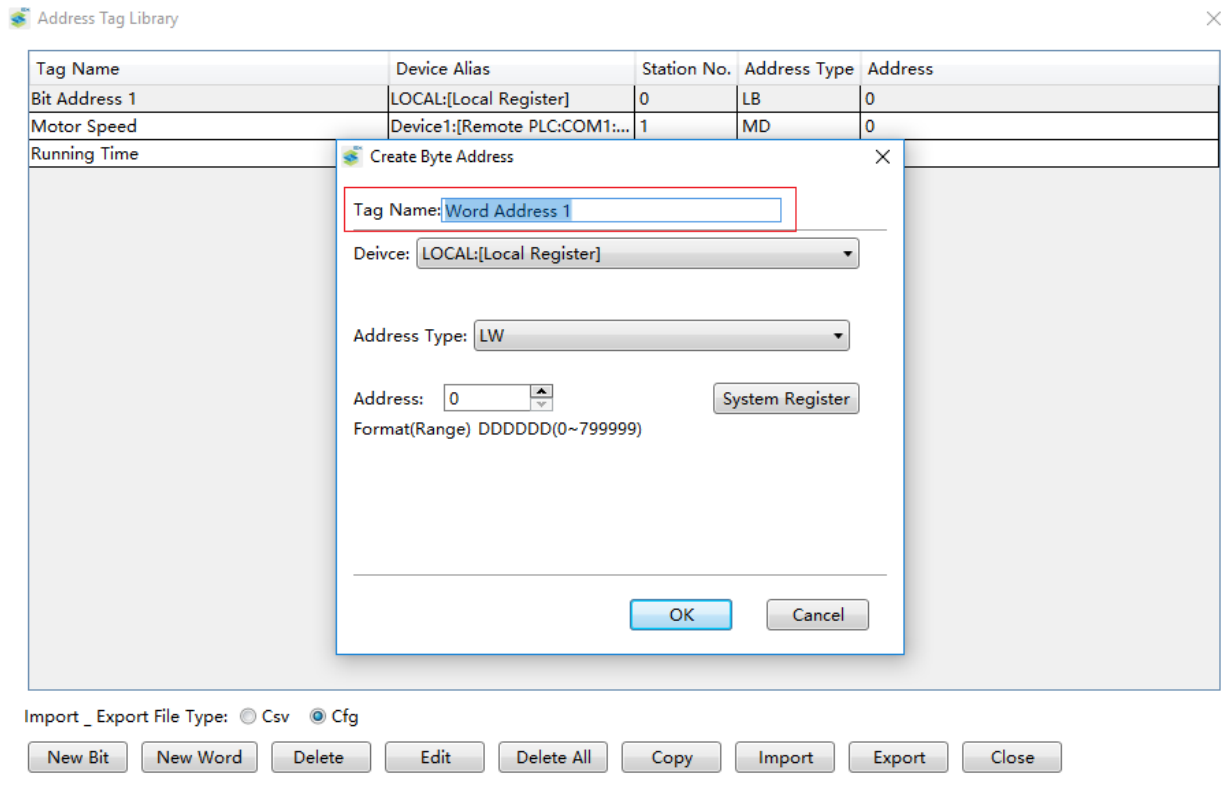 Address Tag Library
Tag Name Device Alias Station No. Address Type Address
Bit Address 1 LOCAL:[Local Register] 0 LB 0
Motor Speed Device1:[Remote PLC:COM1:... 1 MD 0
Running Time
Create Byte Address
Tag Name: Word Address 1
Deivce: LOCAL:[Local Register]
Address Type: LW
Address: 0 System Register
Format(Range) DDDDDD(0~799999)
OK Cancel
Import _ Export File Type: Csv Cfg
New Bit New Word Delete Edit Delete All Copy Import Export Close